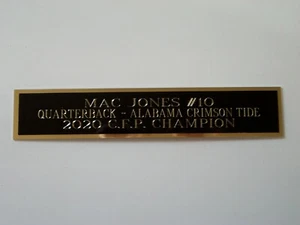 MAC JONES #10
QUARTERBACK - ALABAMA CRIMSON TIDE
2020 C.F.P. CHAMPION